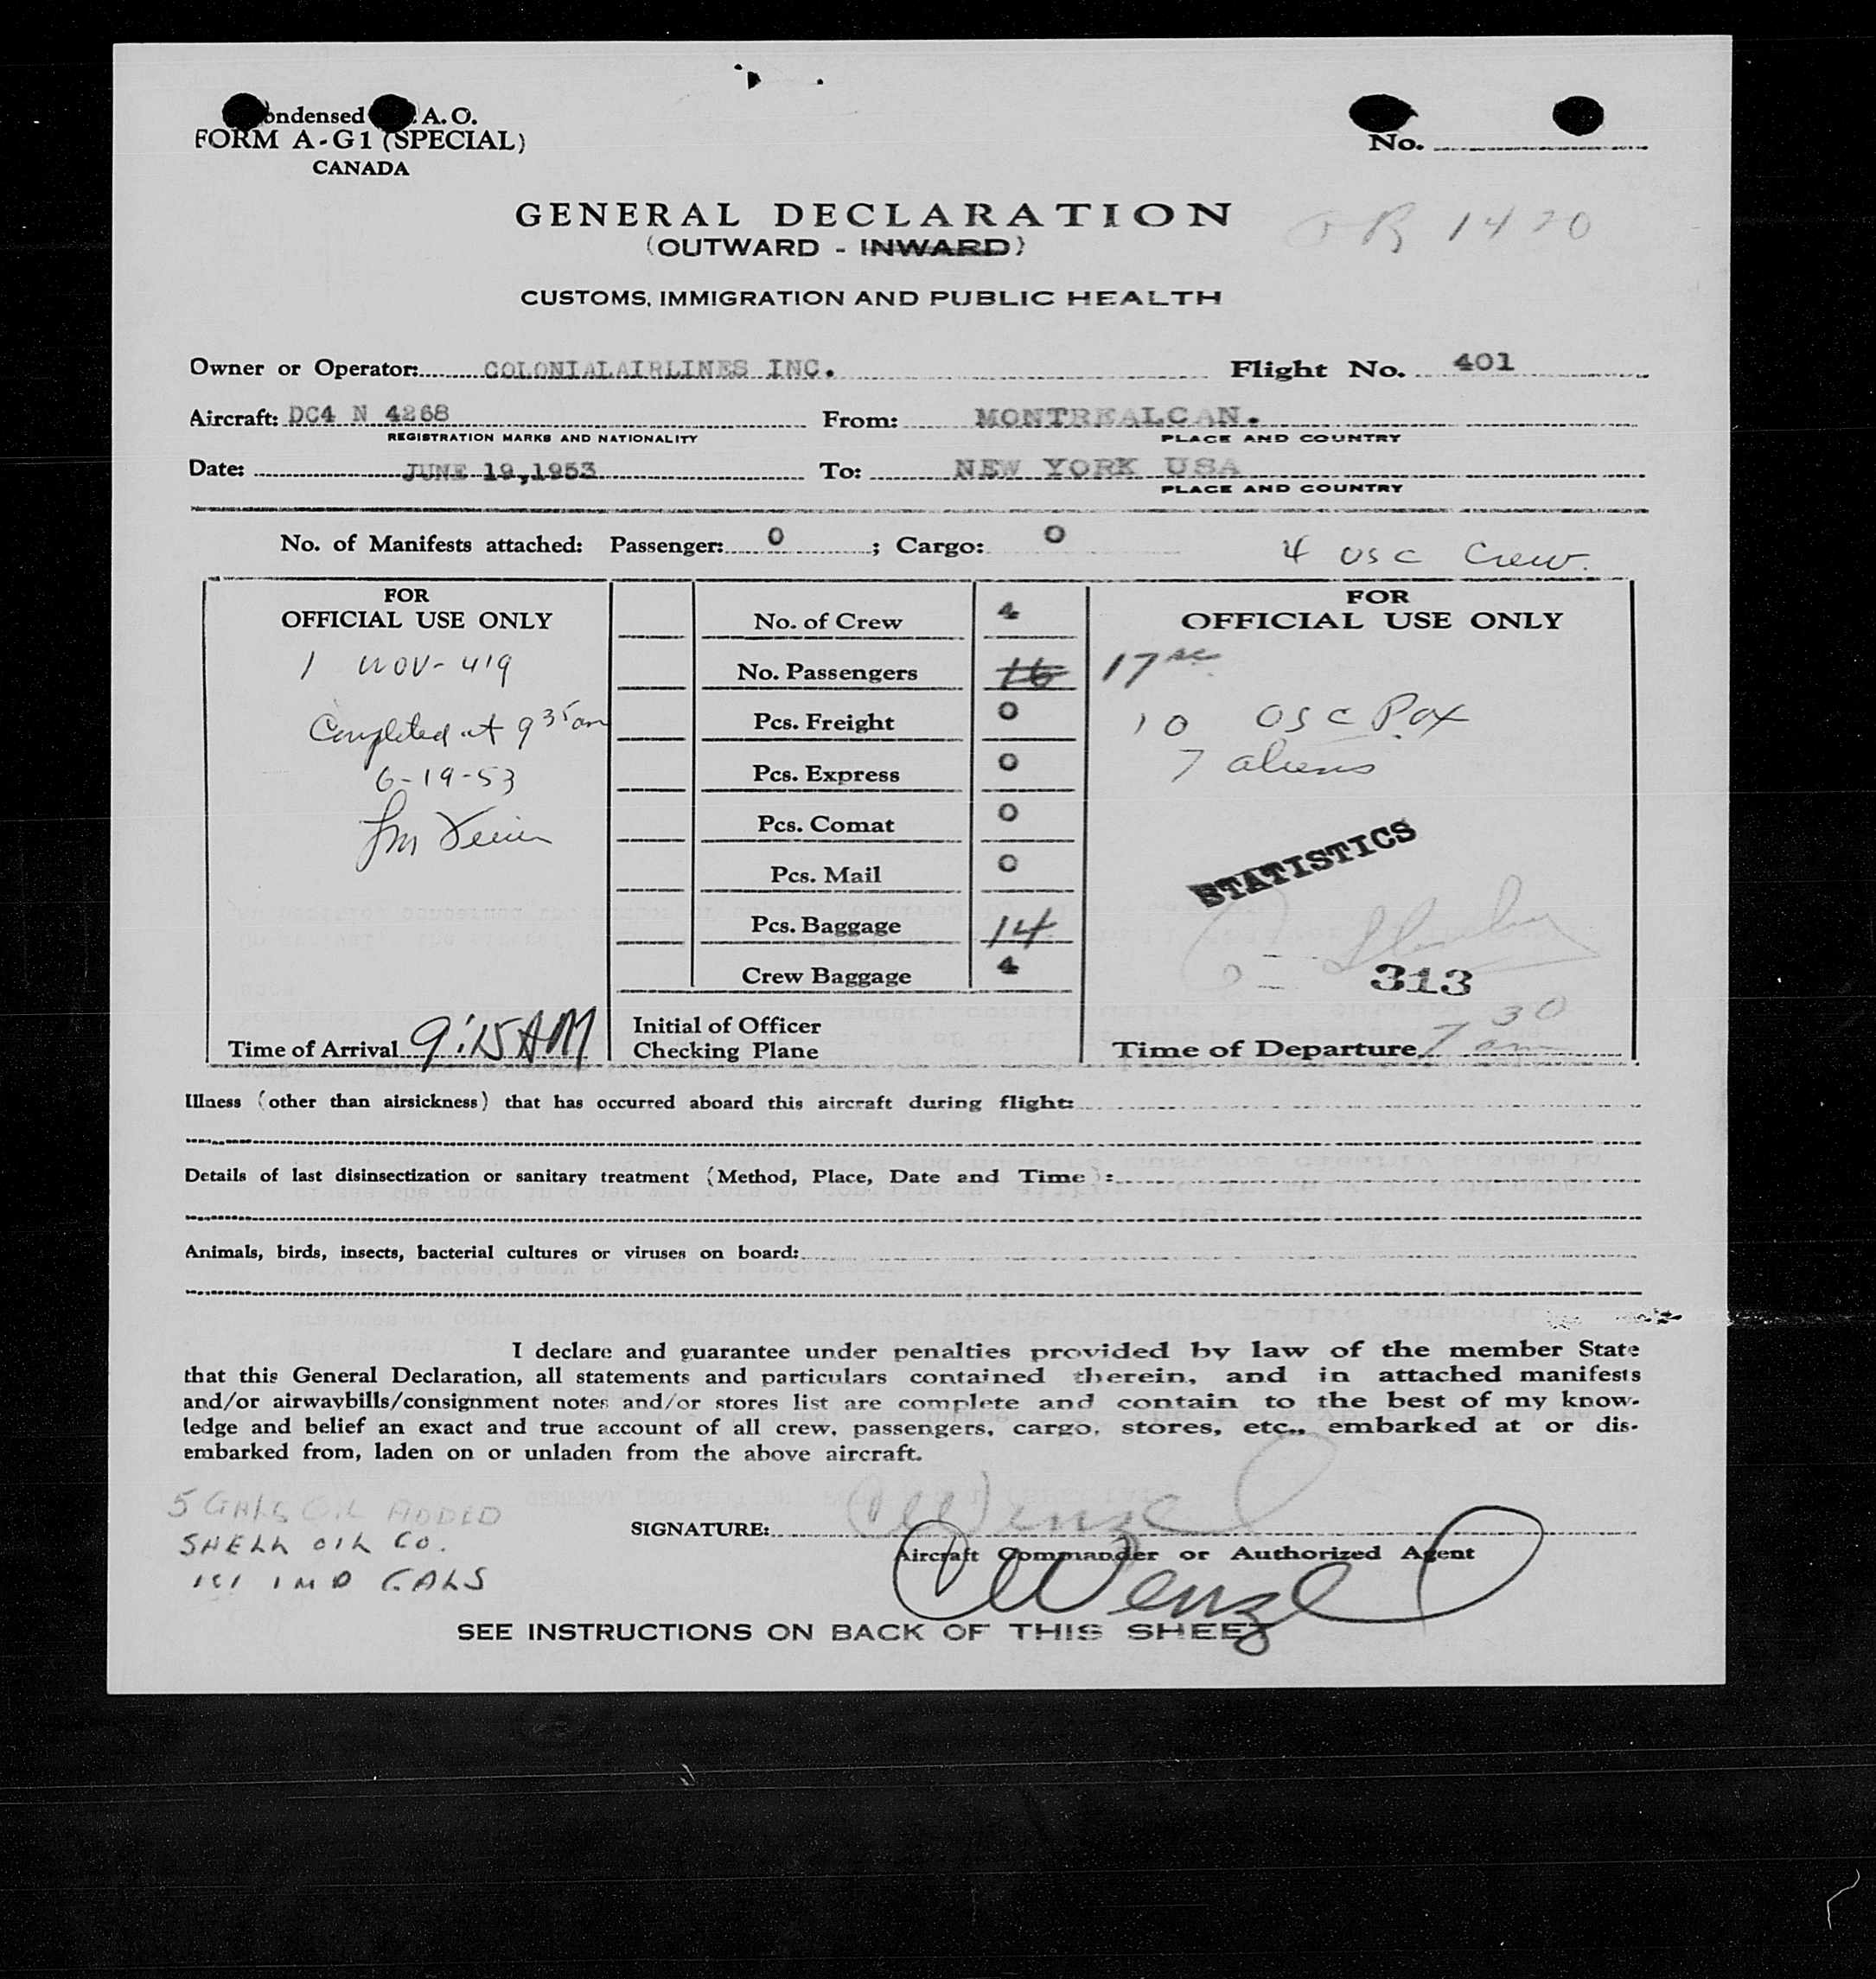 ondensed A.O.
FORM A-G1 (SPECIAL)
CANADA
No.
GENERAL DECLARATION
(OUTWARD - INWARD)
1420
CUSTOMS, IMMIGRATION AND PUBLIC HEALTH
Owner or Operator: COLONIALAIRLINES INC. Flight No. 401
Aircraft: DC4 N 4268 From: MONTREALCAN.
REGISTRATION MARKS AND NATIONALITY PLACE AND COUNTRY
Date: JUNE 19,1953 To: NEW YORK USA
PLACE AND COUNTRY
No. of Manifests attached: Passenger: 0 ; Cargo: 0
4 USC Crew.
FOR
OFFICIAL USE ONLY
1 NOV-419
Completed at 9 35 am
6-19-53
Time of Arrival 9:15 AM
No. of Crew 4
No. Passengers 16
Pcs. Freight 0
Pcs. Express 0
Pcs. Comat 0
Pcs. Mail 0
Pcs. Baggage 14
Crew Baggage 4
Initial of Officer
Checking Plane
FOR
OFFICIAL USE ONLY
17
10 USC Pax
7 aliens
STATISTICS
313
Time of Departure 7 30 am
Illness (other than airsickness) that has occurred aboard this aircraft during flight:
Details of last disinsectization or sanitary treatment (Method, Place, Date and Time):
Animals, birds, insects, bacterial cultures or viruses on board:
I declare and guarantee under penalties provided by law of the member State
that this General Declaration, all statements and particulars contained therein, and in attached manifests
and/or airwaybills/consignment notes and/or stores list are complete and contain to the best of my know-
ledge and belief an exact and true account of all crew, passengers, cargo, stores, etc., embarked at or dis-
embarked from, laden on or unladen from the above aircraft.
5 GALS OIL ADDED
SHELL OIL CO.
IMP GALS
SIGNATURE: Wenzel
Aircraft Commander or Authorized Agent
Wenzel
SEE INSTRUCTIONS ON BACK OF THIS SHEET